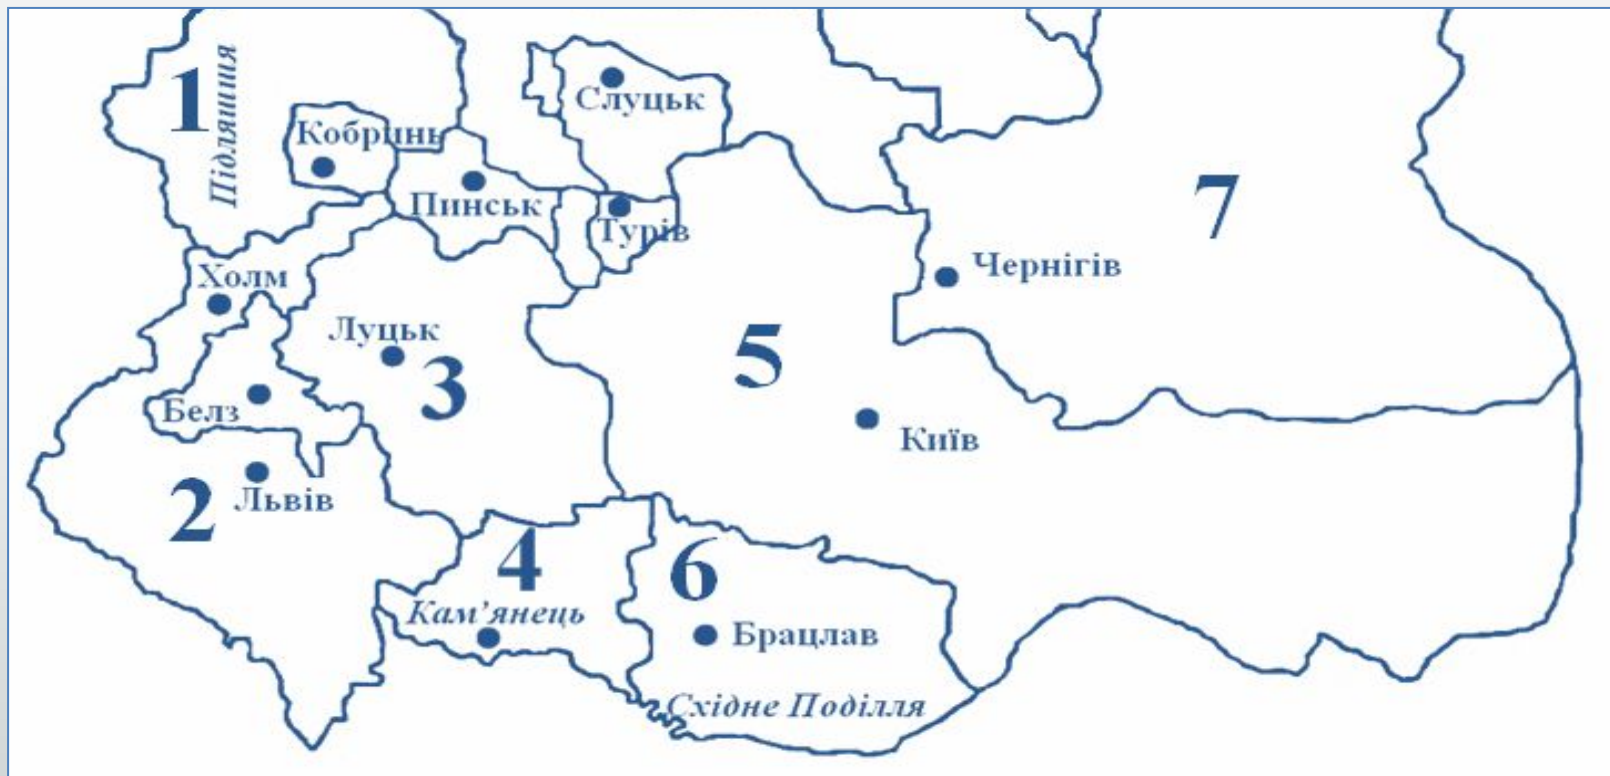 1
Підляшшя
Кобринь
Слуцьк
Пинськ
Турів
7
Холм
Чернігів
Луцьк
3
5
Белз
Київ
2
Львів
4
6
Кам’янець
Брацлав
Східне Поділля